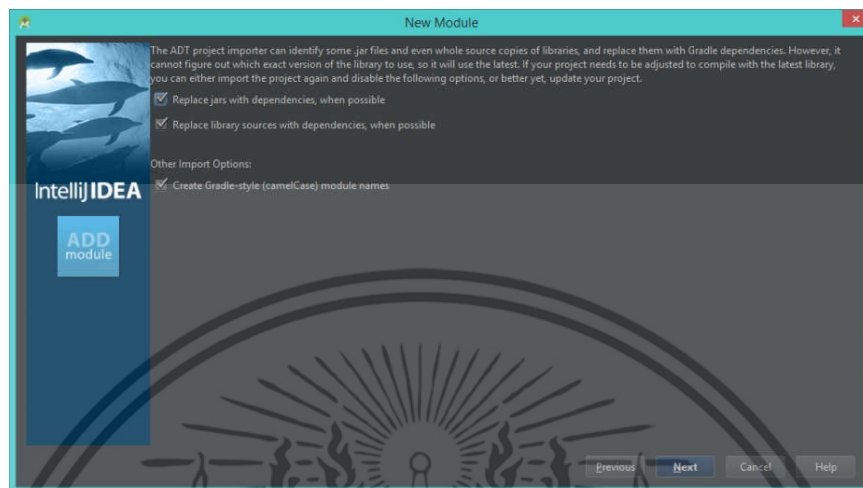 New Module
The ADT project importer can identify some .jar files and even whole source copies of libraries, and replace them with Gradle dependencies. However, it
cannot figure out which exact version of the library to use, so it will use the latest. If your project needs to be adjusted to compile with the latest library,
you can either import the project again and disable the following options, or better yet, update your project.
Replace jars with dependencies, when possible
Replace library sources with dependencies, when possible
Other Import Options:
Create Gradle-style (camelCase) module names
IntelliJ IDEA
ADD
module
Previous Next Cancel Help